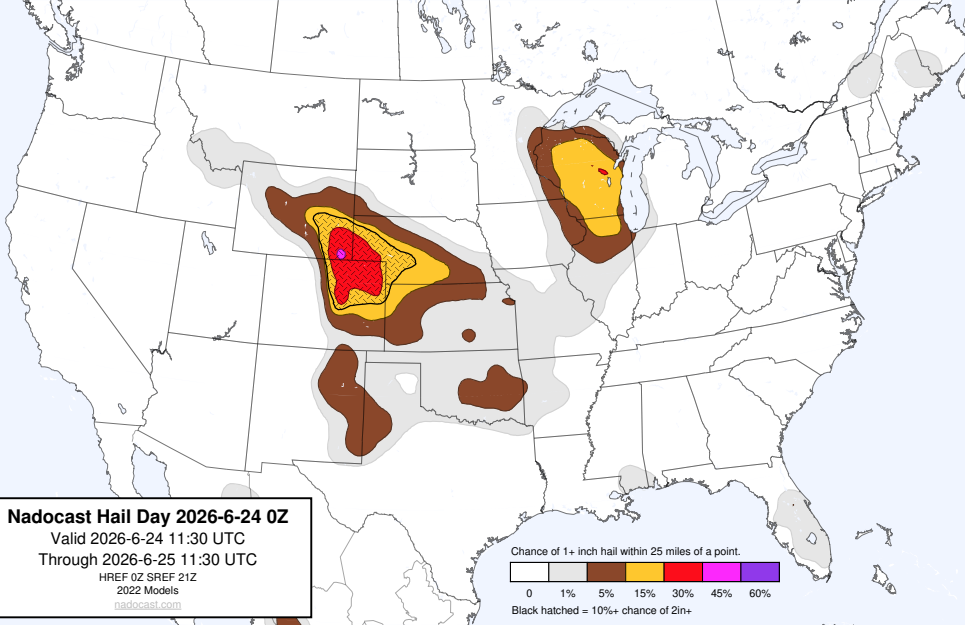 Nadocast Hail Day 2026-6-24 0Z
Valid 2026-6-24 11:30 UTC
Through 2026-6-25 11:30 UTC
HREF 0Z SREF 21Z
2022 Models
nadocast.com
Chance of 1+ inch hail within 25 miles of a point.
0 1% 5% 15% 30% 45% 60%
Black hatched = 10%+ chance of 2in+